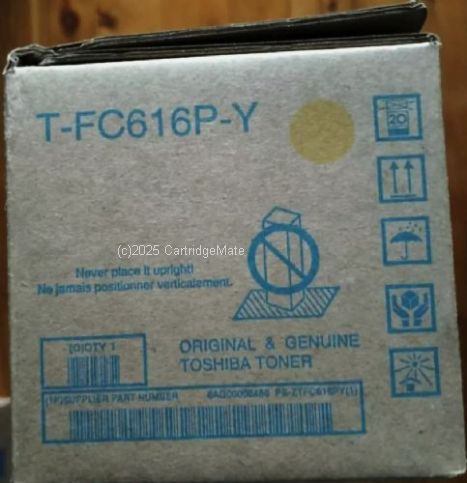 T-FC616P-Y
20
(c)2025 CartridgeMate
Never place it upright!
Ne jamais positionner verticalement.
(Q)QTY 1
ORIGINAL & GENUINE
TOSHIBA TONER
(1P)SUPPLIER PART NUMBER